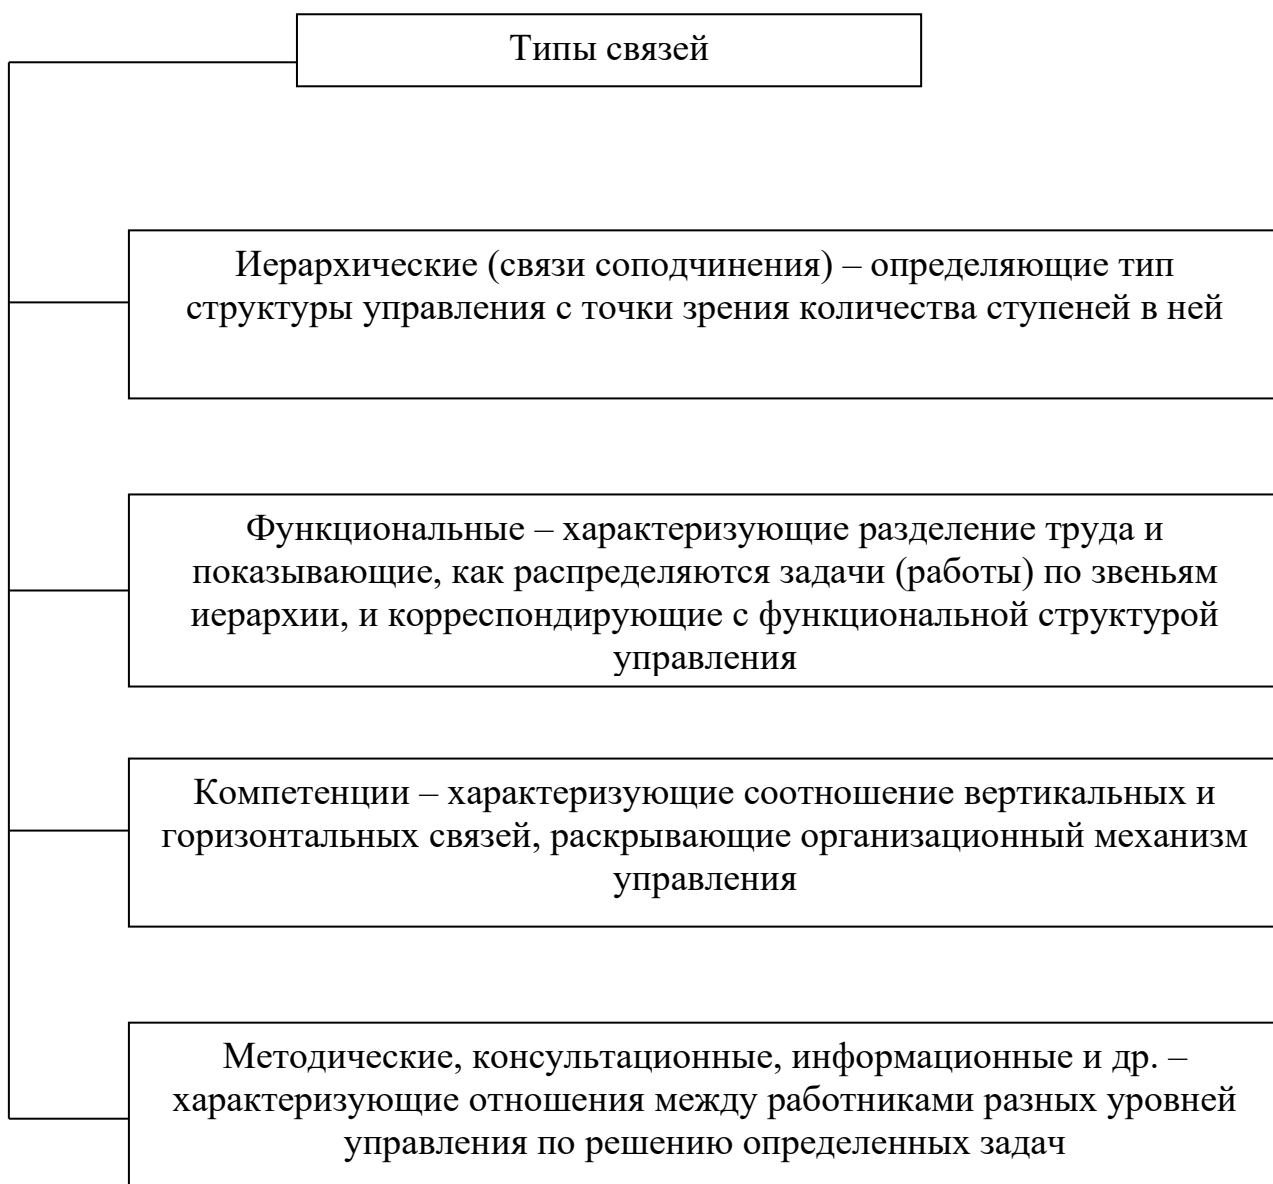 Типы связей
Иерархические (связи соподчинения) – определяющие тип
структуры управления с точки зрения количества ступеней в ней
Функциональные – характеризующие разделение труда и
показывающие, как распределяются задачи (работы) по звеньям
иерархии, и корреспондирующие с функциональной структурой
управления
Компетенции – характеризующие соотношение вертикальных и
горизонтальных связей, раскрывающие организационный механизм
управления
Методические, консультационные, информационные и др. –
характеризующие отношения между работниками разных уровней
управления по решению определенных задач